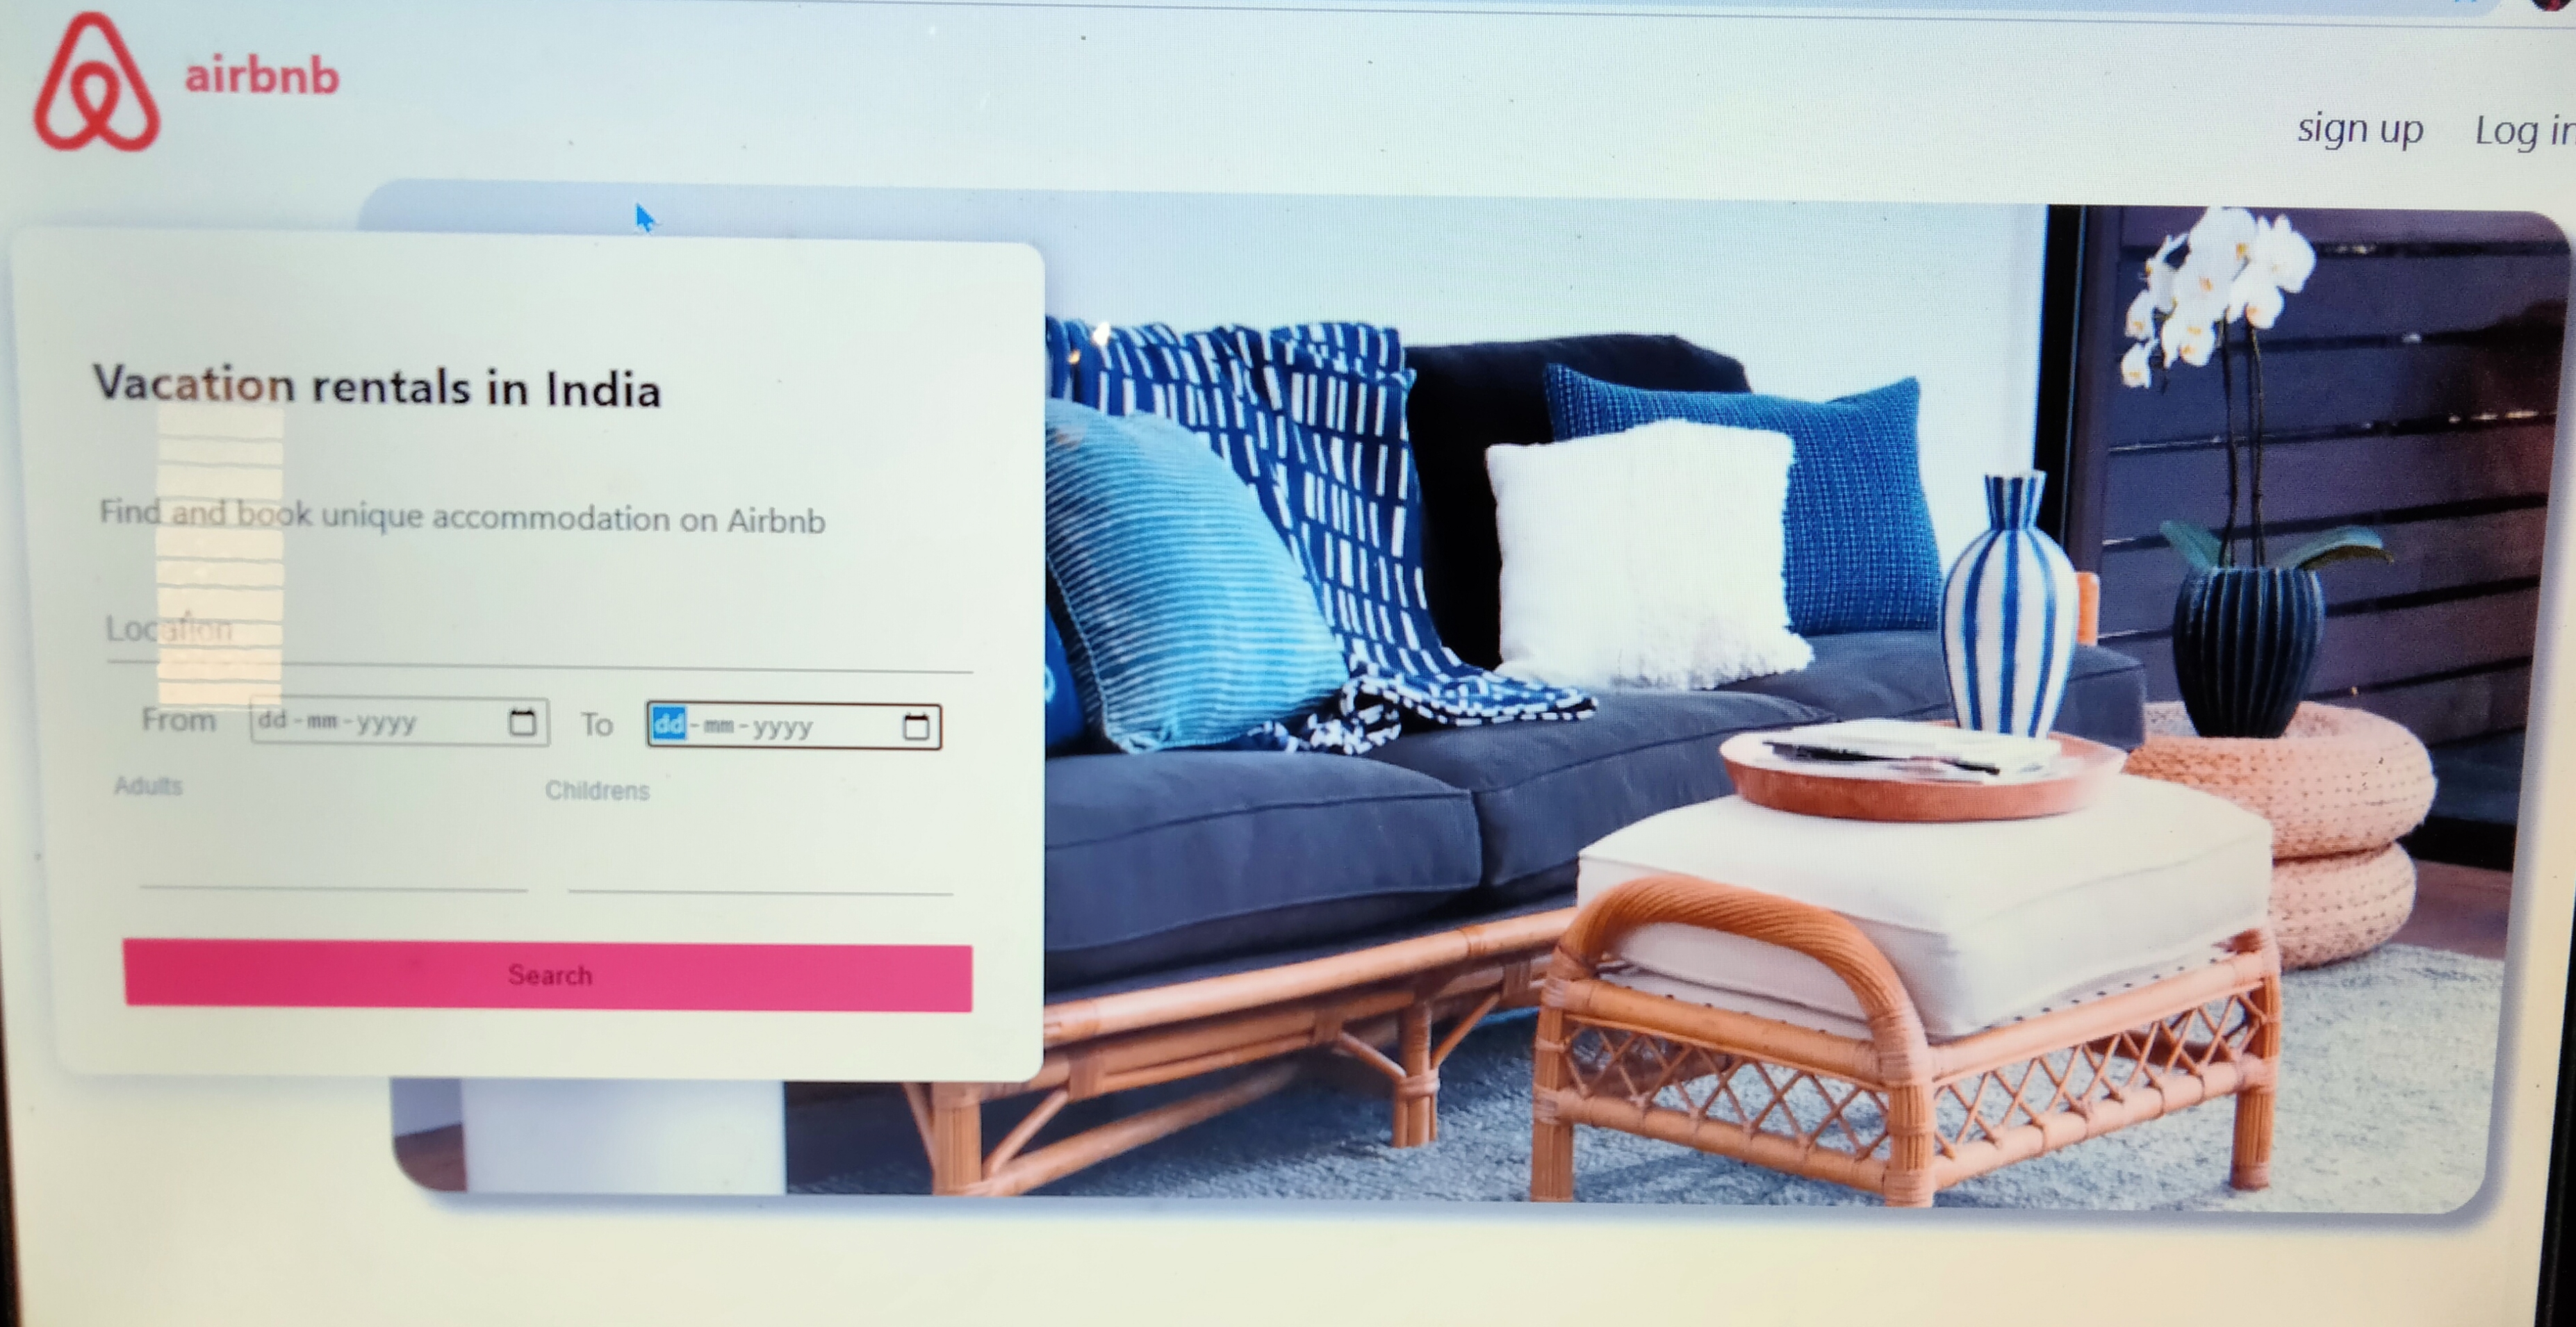 airbnb
sign up Log in
Vacation rentals in India
Find and book unique accommodation on Airbnb
Location
From dd-mm-yyyy To dd-mm-yyyy
Adults Childrens
Search